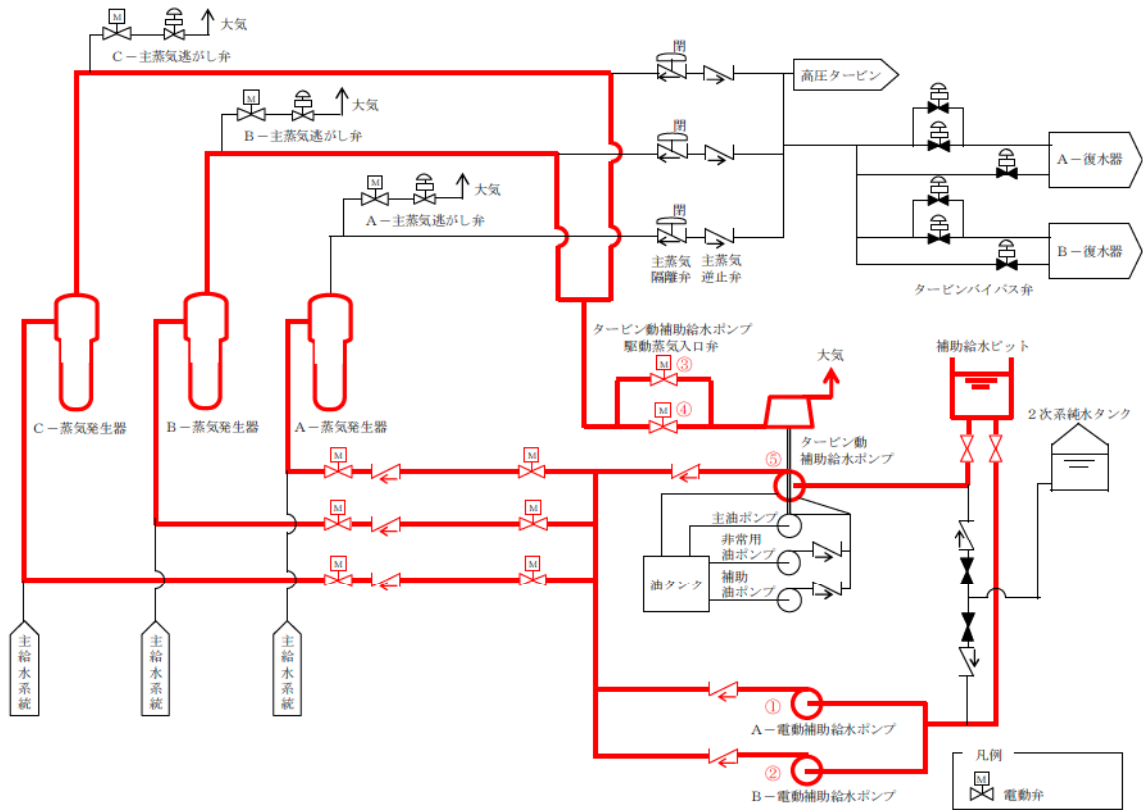 M
大気
C－主蒸気逃がし弁
閉
高圧タービン
M
大気
B－主蒸気逃がし弁
閉
A－復水器
M
大気
A－主蒸気逃がし弁
閉
主蒸気
隔離弁
主蒸気
逆止弁
B－復水器
タービンバイパス弁
タービン動補助給水ポンプ
駆動蒸気入口弁
M
③
M
④
大気
補助給水ピット
2次系純水タンク
C－蒸気発生器
B－蒸気発生器
A－蒸気発生器
タービン動
補助給水ポンプ
⑤
M
M
M
M
M
M
主油ポンプ
非常用
油ポンプ
補助
油ポンプ
油タンク
主給水系統
主給水系統
主給水系統
①
A－電動補助給水ポンプ
②
B－電動補助給水ポンプ
凡例
M
電動弁